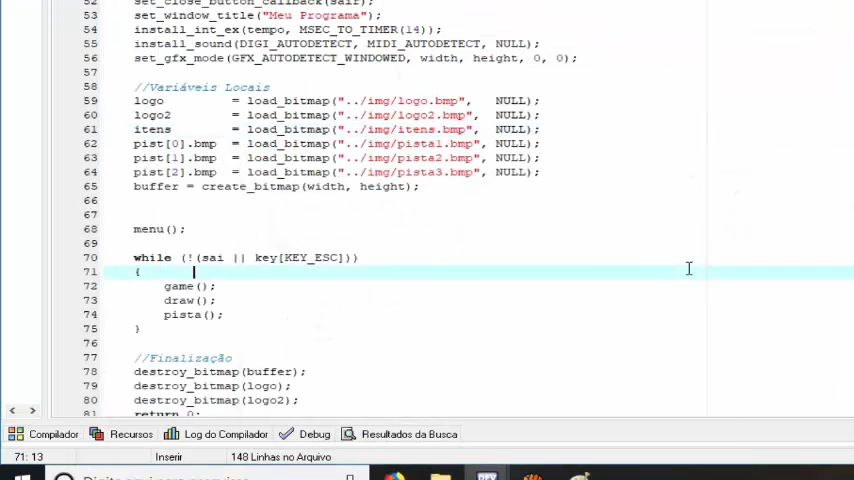 52 set_close_button_callback(sair);
53 set_window_title("Meu Programa");
54 install_int_ex(tempo, MSEC_TO_TIMER(14));
55 install_sound(DIGI_AUTODETECT, MIDI_AUTODETECT, NULL);
56 set_gfx_mode(GFX_AUTODETECT_WINDOWED, width, height, 0, 0);
57
58 //Variáveis Locais
59 logo = load_bitmap("../img/logo.bmp", NULL);
60 logo2 = load_bitmap("../img/logo2.bmp", NULL);
61 itens = load_bitmap("../img/itens.bmp", NULL);
62 pist[0].bmp = load_bitmap("../img/pista1.bmp", NULL);
63 pist[1].bmp = load_bitmap("../img/pista2.bmp", NULL);
64 pist[2].bmp = load_bitmap("../img/pista3.bmp", NULL);
65 buffer = create_bitmap(width, height);
66
67
68 menu();
69
70 while (!(sai || key[KEY_ESC]))
71 {
72 game();
73 draw();
74 pista();
75 }
76
77 //Finalização
78 destroy_bitmap(buffer);
79 destroy_bitmap(logo);
80 destroy_bitmap(logo2);
81 return 0;
Compilador Recursos Log do Compilador Debug Resultados da Busca
71: 13 Inserir 148 Linhas no Arquivo
Digite aqui para pesquisar